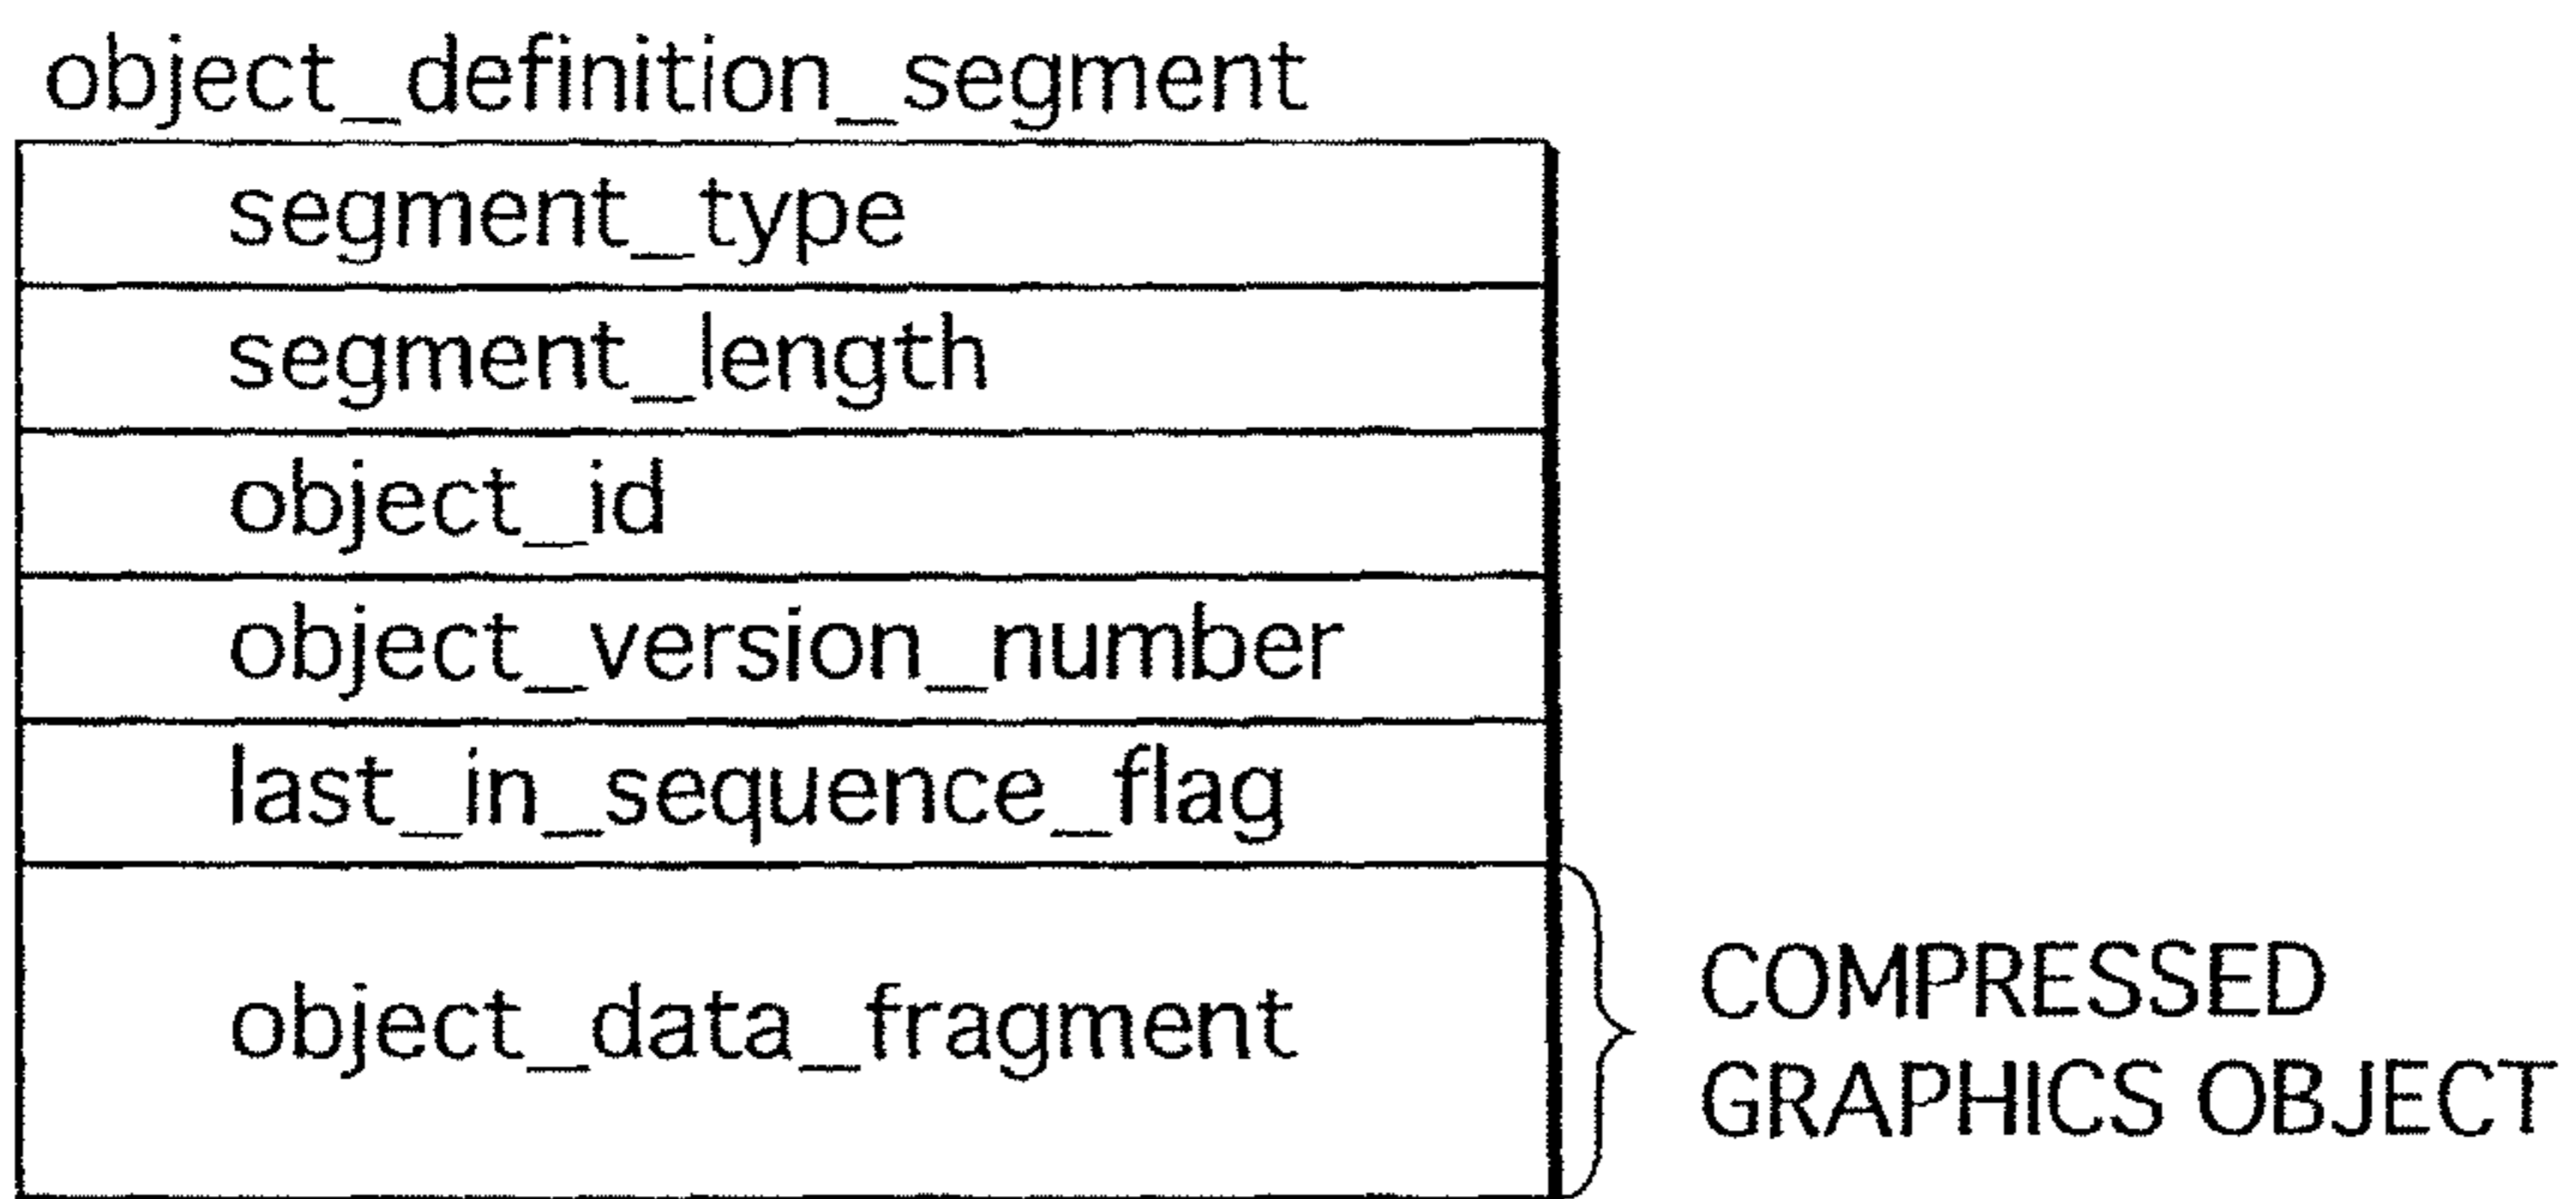 object_definition_segment
segment_type
segment_length
object_id
object_version_number
last_in_sequence_flag
object_data_fragment
COMPRESSED
GRAPHICS OBJECT